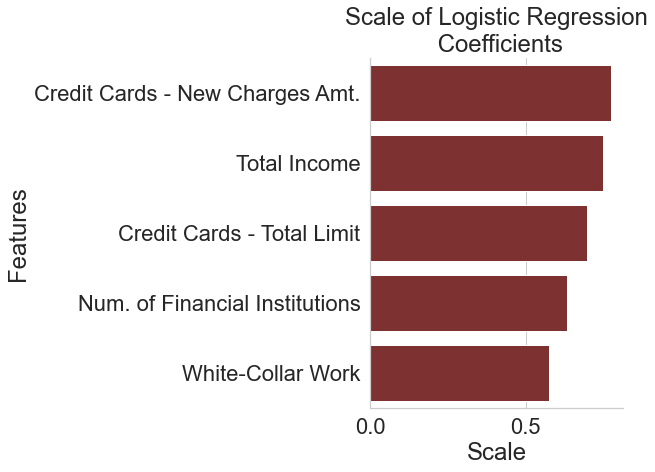 Scale of Logistic Regression
Coefficients
Features
Credit Cards - New Charges Amt.
Total Income
Credit Cards - Total Limit
Num. of Financial Institutions
White-Collar Work
0.0
0.5
Scale